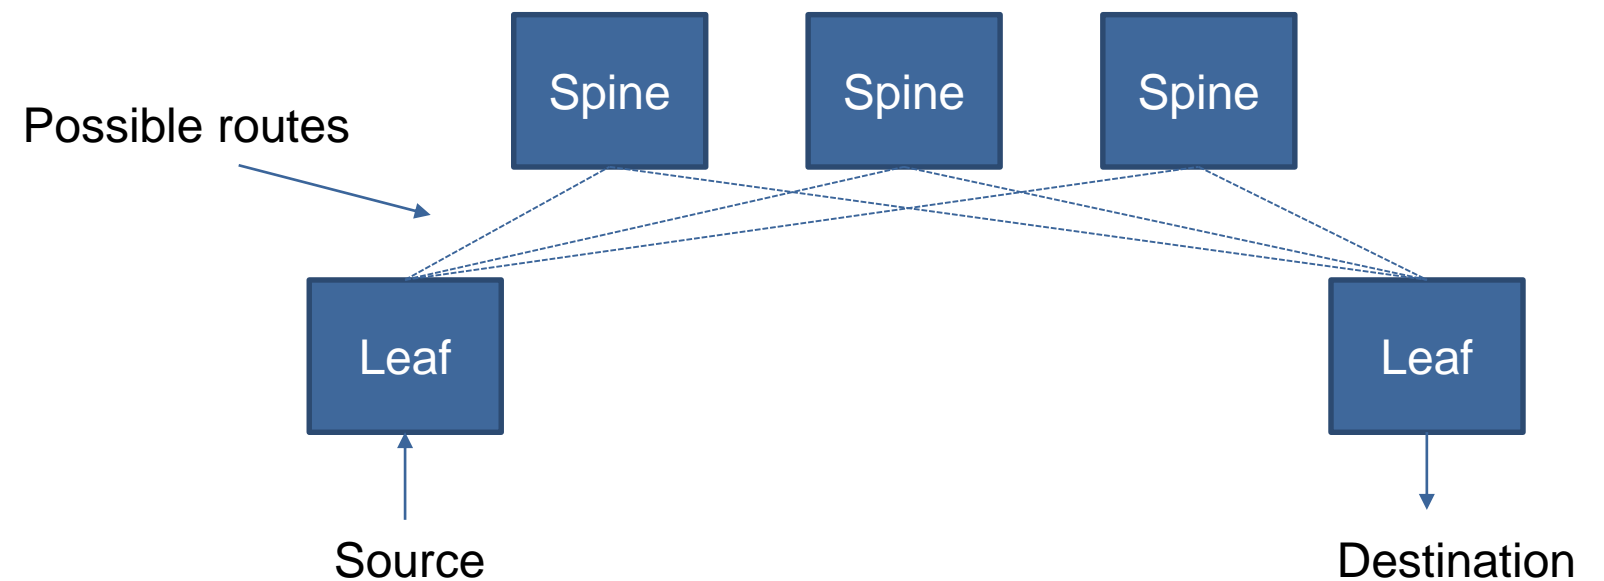 Spine
Spine
Spine
Possible routes
Leaf
Leaf
Source
Destination